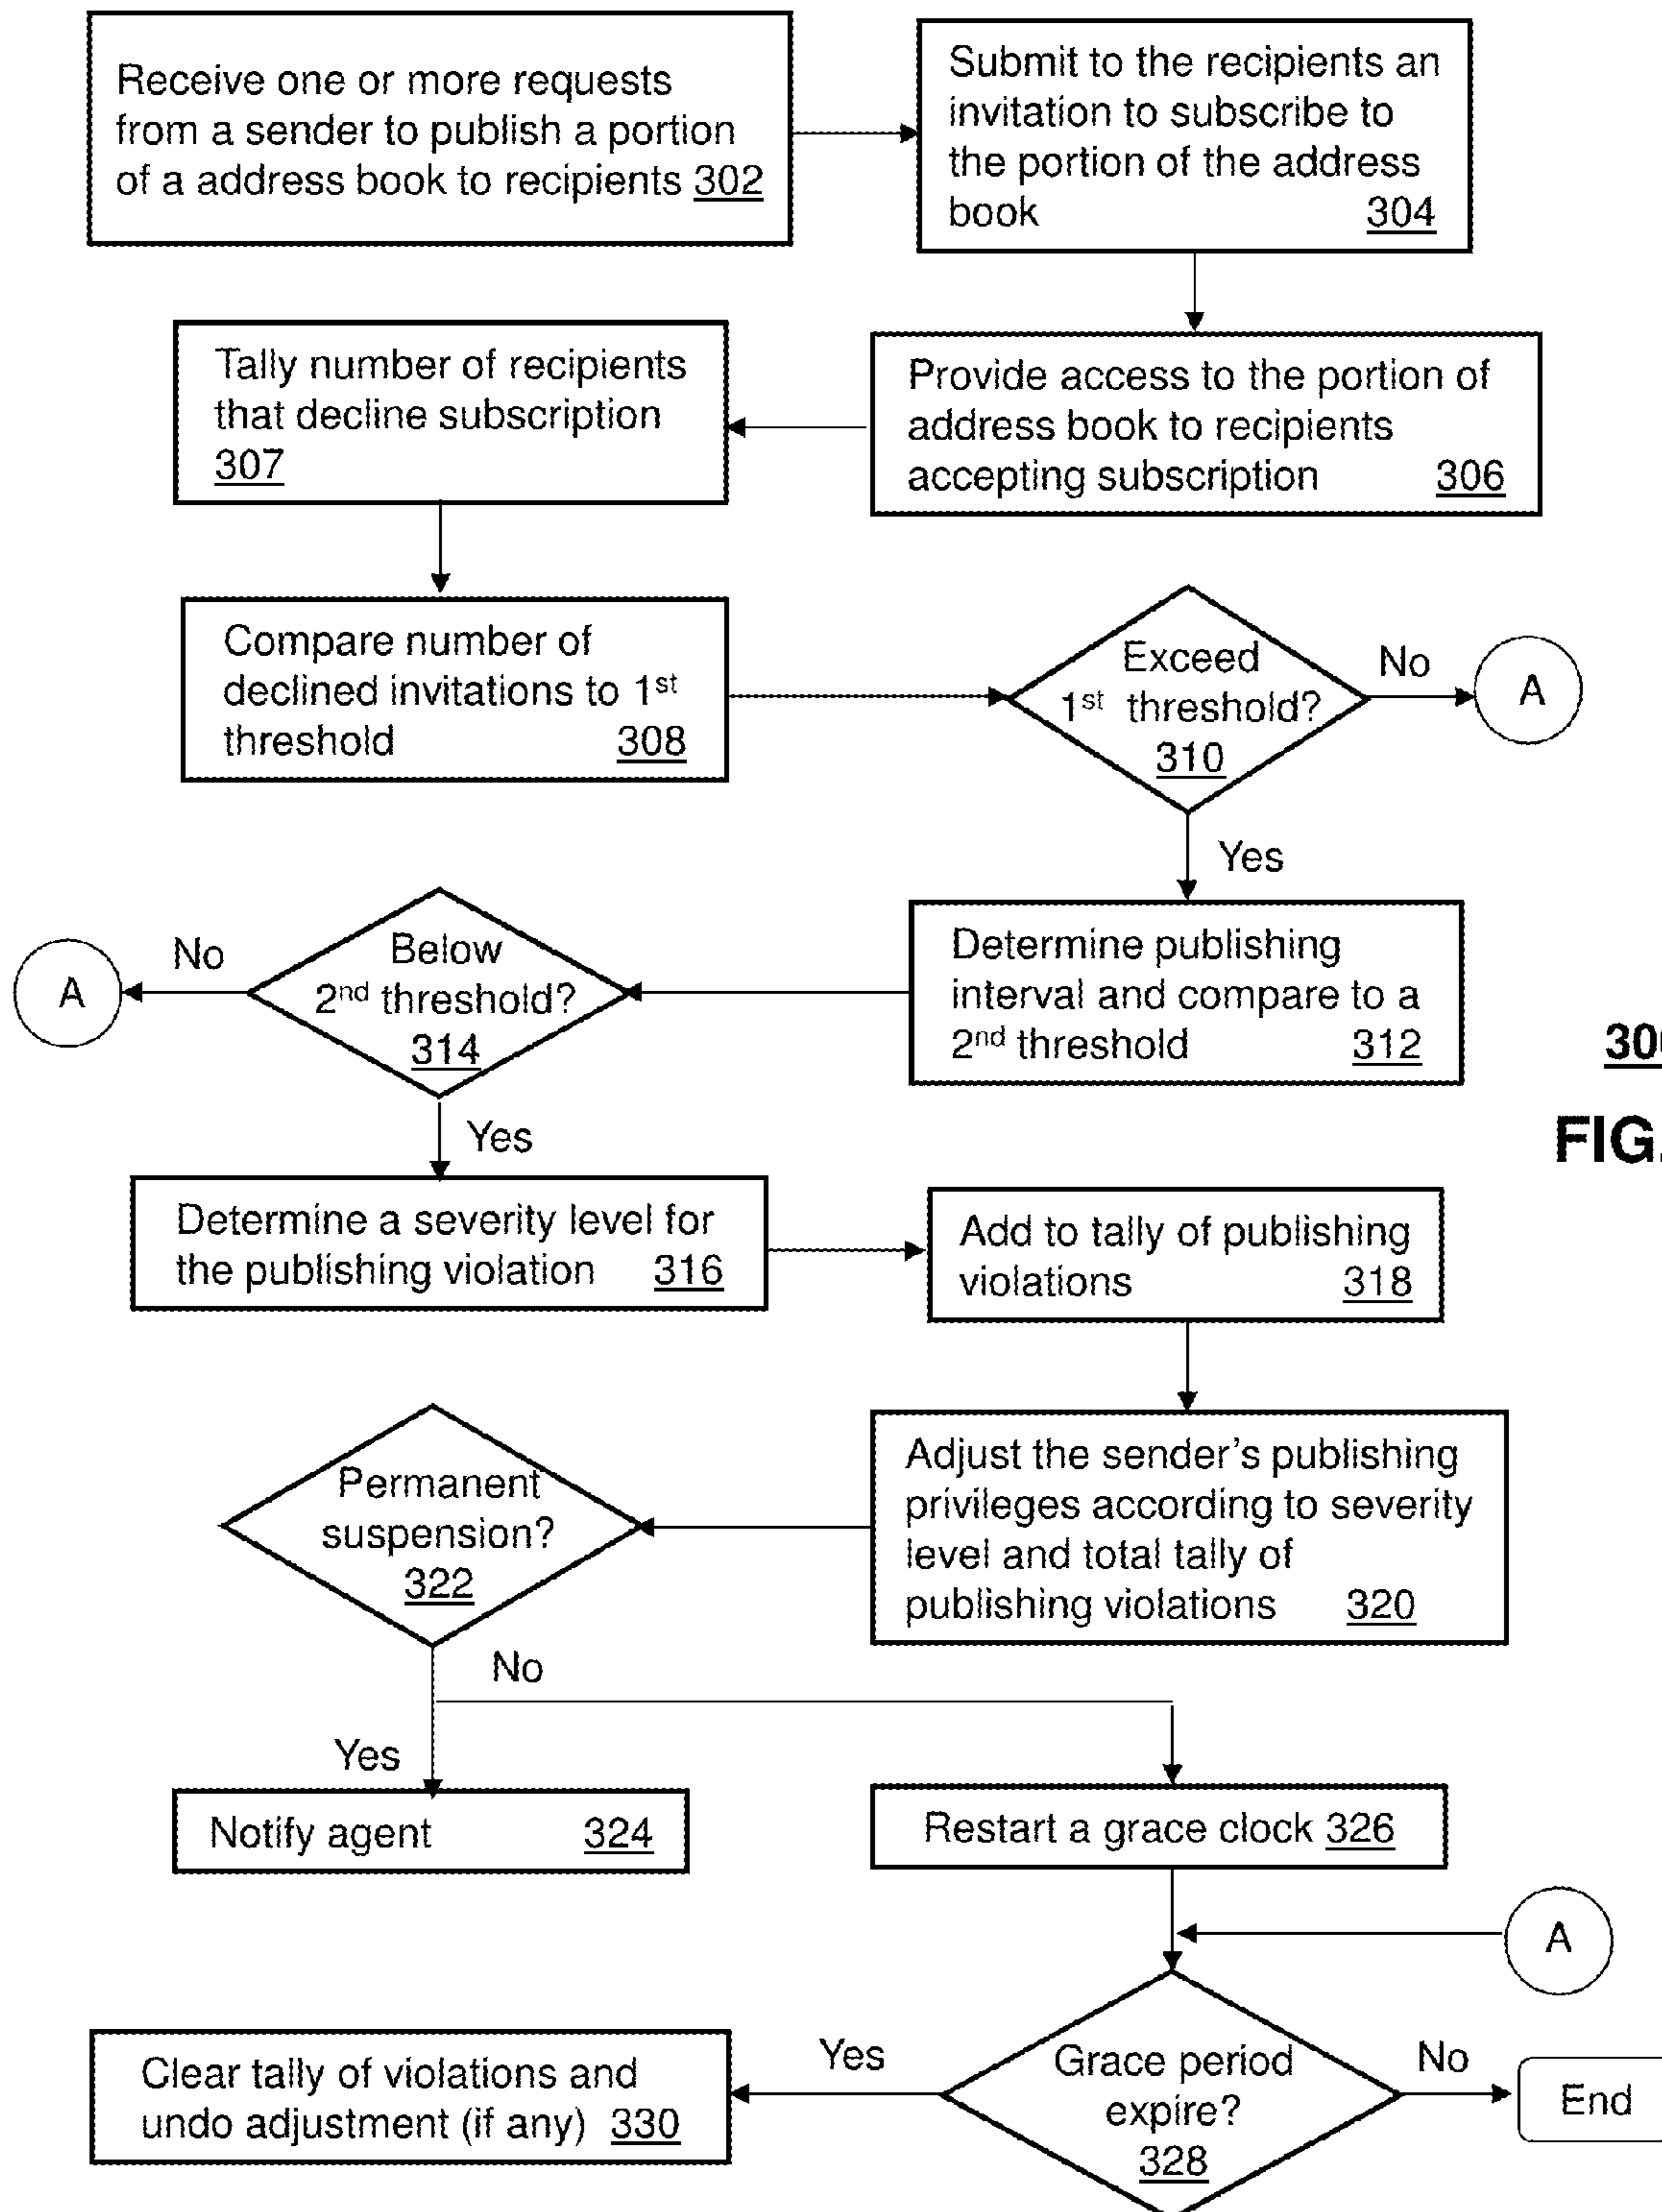 Receive one or more requests
from a sender to publish a portion
of a address book to recipients 302
Submit to the recipients an
invitation to subscribe to
the portion of the address
book 304
Tally number of recipients
that decline subscription
307
Provide access to the portion of
address book to recipients
accepting subscription 306
Compare number of
declined invitations to 1st
threshold 308
Exceed
1st threshold?
310
No
A
Yes
Determine publishing
interval and compare to a
2nd threshold 312
Below
2nd threshold?
314
No
A
FIG.
Yes
Determine a severity level for
the publishing violation 316
Add to tally of publishing
violations 318
Adjust the sender's publishing
privileges according to severity
level and total tally of
publishing violations 320
Permanent
suspension?
322
No
Yes
Notify agent 324
Restart a grace clock 326
A
Grace period
expire?
328
Yes
No
End
Clear tally of violations and
undo adjustment (if any) 330